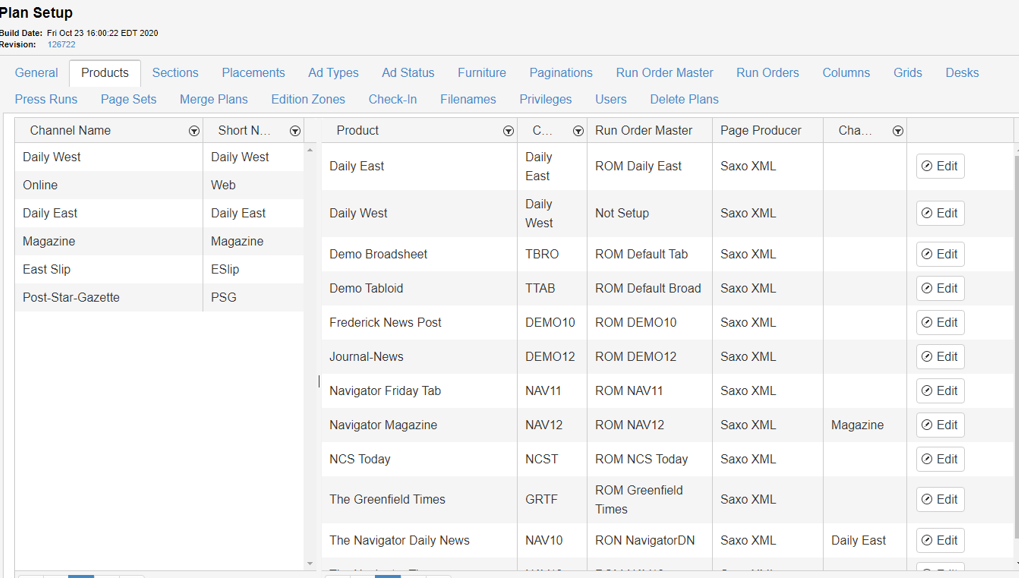 Plan Setup
Build Date: Fri Oct 23 16:00:22 EDT 2020
Revision: 126722
General Products Sections Placements Ad Types Ad Status Furniture Paginations Run Order Master Run Orders Columns Grids Desks
Press Runs Page Sets Merge Plans Edition Zones Check-In Filenames Privileges Users Delete Plans
Channel Name Short N...
Daily West Daily West
Online Web
Daily East Daily East
Magazine Magazine
East Slip ESlip
Post-Star-Gazette PSG
Product C... Run Order Master Page Producer Cha...
Daily East Daily East ROM Daily East Saxo XML Edit
Daily West Daily West Not Setup Saxo XML Edit
Demo Broadsheet TBRO ROM Default Tab Saxo XML Edit
Demo Tabloid TTAB ROM Default Broad Saxo XML Edit
Frederick News Post DEMO10 ROM DEMO10 Saxo XML Edit
Journal-News DEMO12 ROM DEMO12 Saxo XML Edit
Navigator Friday Tab NAV11 ROM NAV11 Saxo XML Edit
Navigator Magazine NAV12 ROM NAV12 Saxo XML Magazine Edit
NCS Today NCST ROM NCS Today Saxo XML Edit
The Greenfield Times GRTF ROM Greenfield Times Saxo XML Edit
The Navigator Daily News NAV10 RON NavigatorDN Saxo XML Daily East Edit